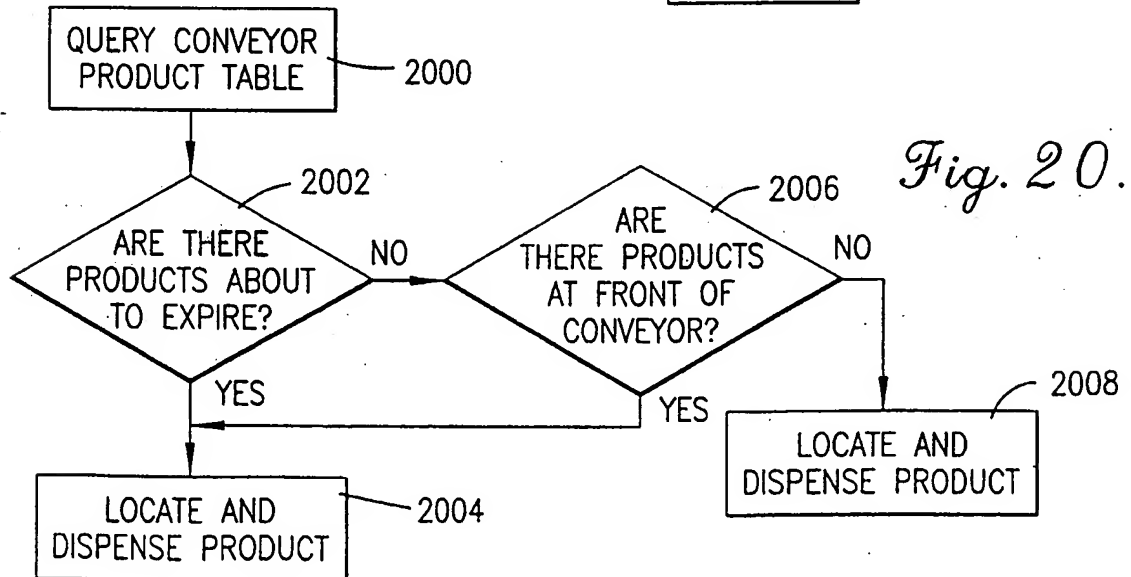 QUERY CONVEYOR
PRODUCT TABLE
2000
Fig. 20.
2002
ARE THERE
PRODUCTS ABOUT
TO EXPIRE?
NO
YES
2006
ARE
THERE PRODUCTS
AT FRONT OF
CONVEYOR?
NO
YES
2004
LOCATE AND
DISPENSE PRODUCT
2008
LOCATE AND
DISPENSE PRODUCT